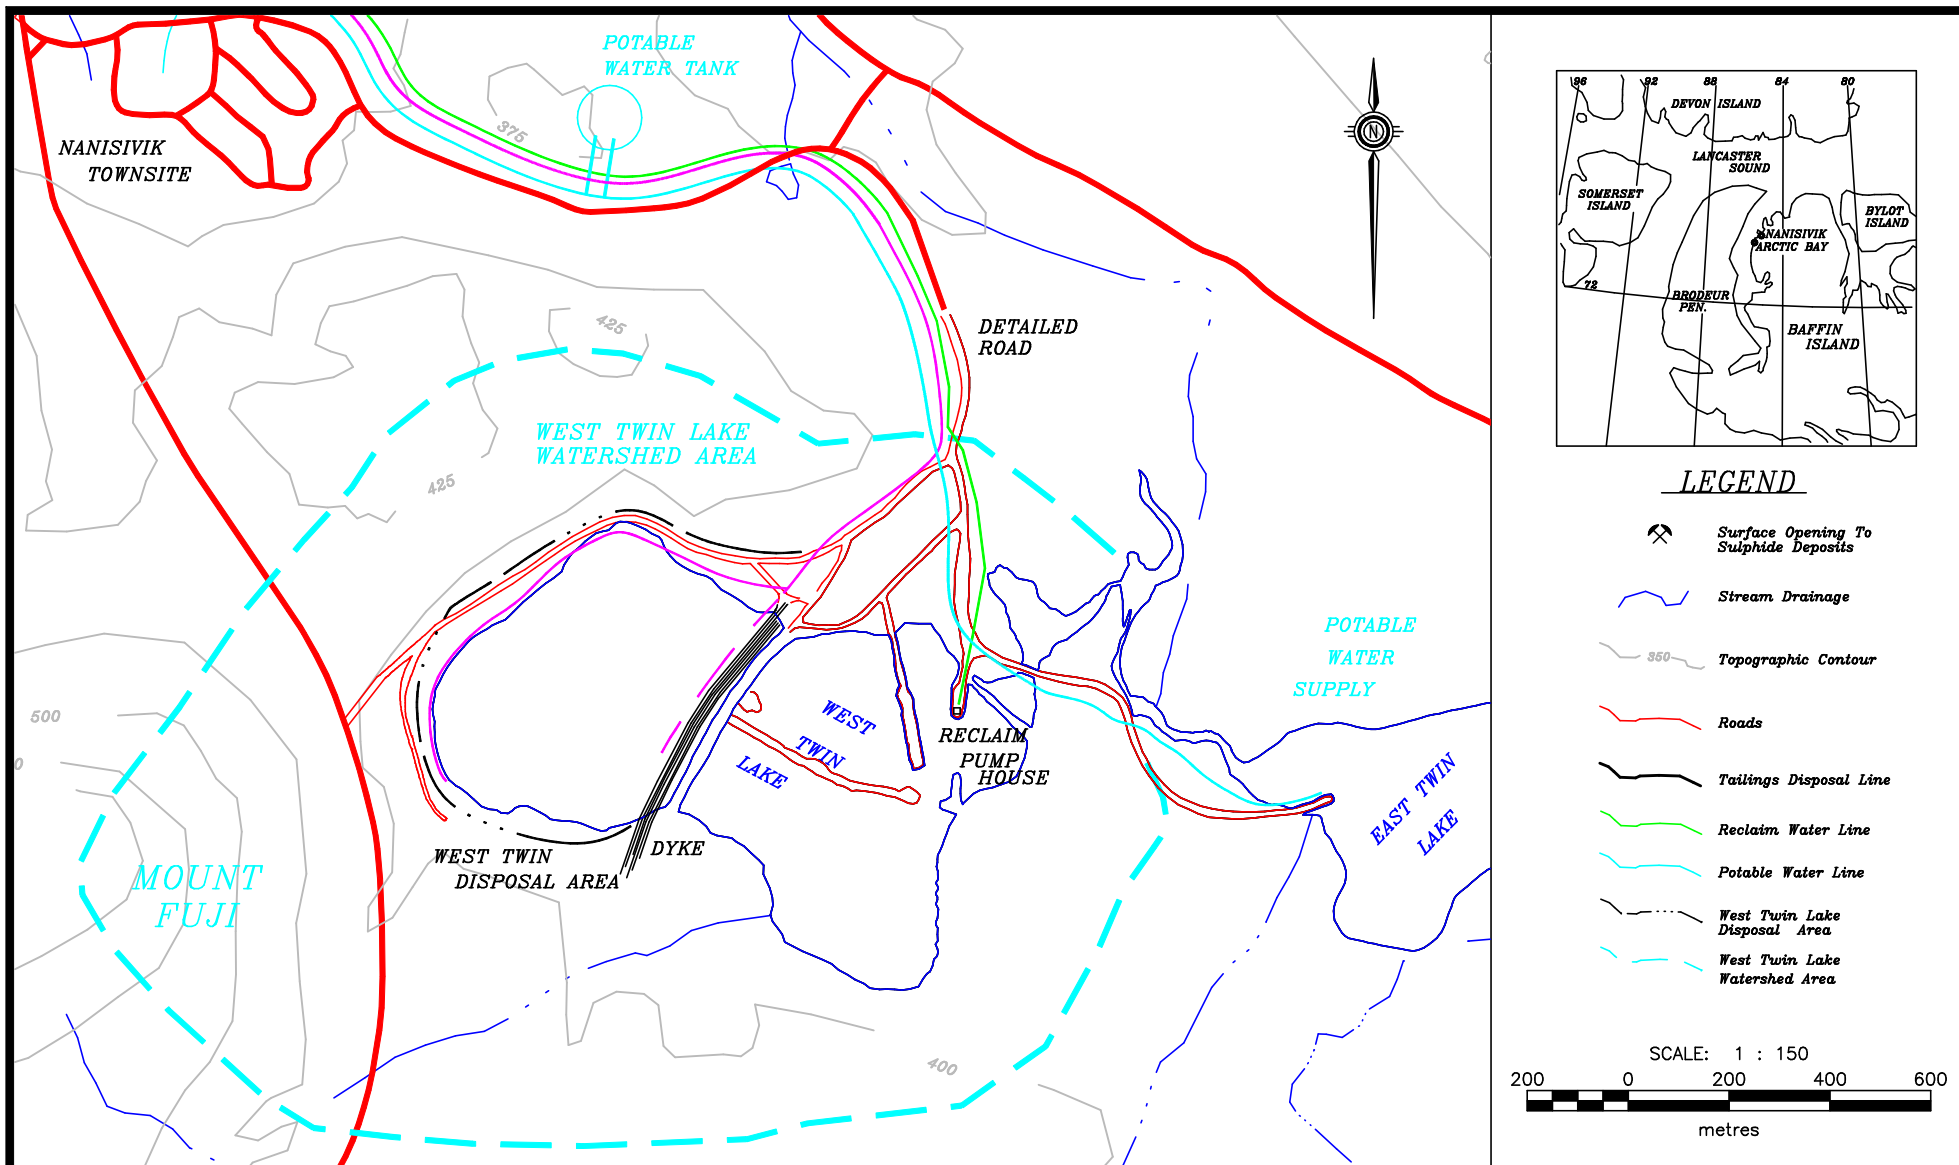 POTABLE
WATER TANK
375
NANISIVIK
TOWNSITE
N
DETAILED
ROAD
425
WEST TWIN LAKE
WATERSHED AREA
425
POTABLE
WATER
SUPPLY
500
0
WEST
TWIN
LAKE
RECLAIM
PUMP
HOUSE
EAST TWIN
LAKE
DYKE
WEST TWIN
DISPOSAL AREA
MOUNT
FUJI
400
96 92 88 84 80
DEVON ISLAND
LANCASTER
SOUND
SOMERSET
ISLAND
BYLOT
ISLAND
NANISIVIK
ARCTIC BAY
72
BRODEUR
PEN.
BAFFIN
ISLAND
LEGEND
Surface Opening To
Sulphide Deposits
Stream Drainage
350
Topographic Contour
Roads
Tailings Disposal Line
Reclaim Water Line
Potable Water Line
West Twin Lake
Disposal Area
West Twin Lake
Watershed Area
SCALE: 1 : 150
200 0 200 400 600
metres